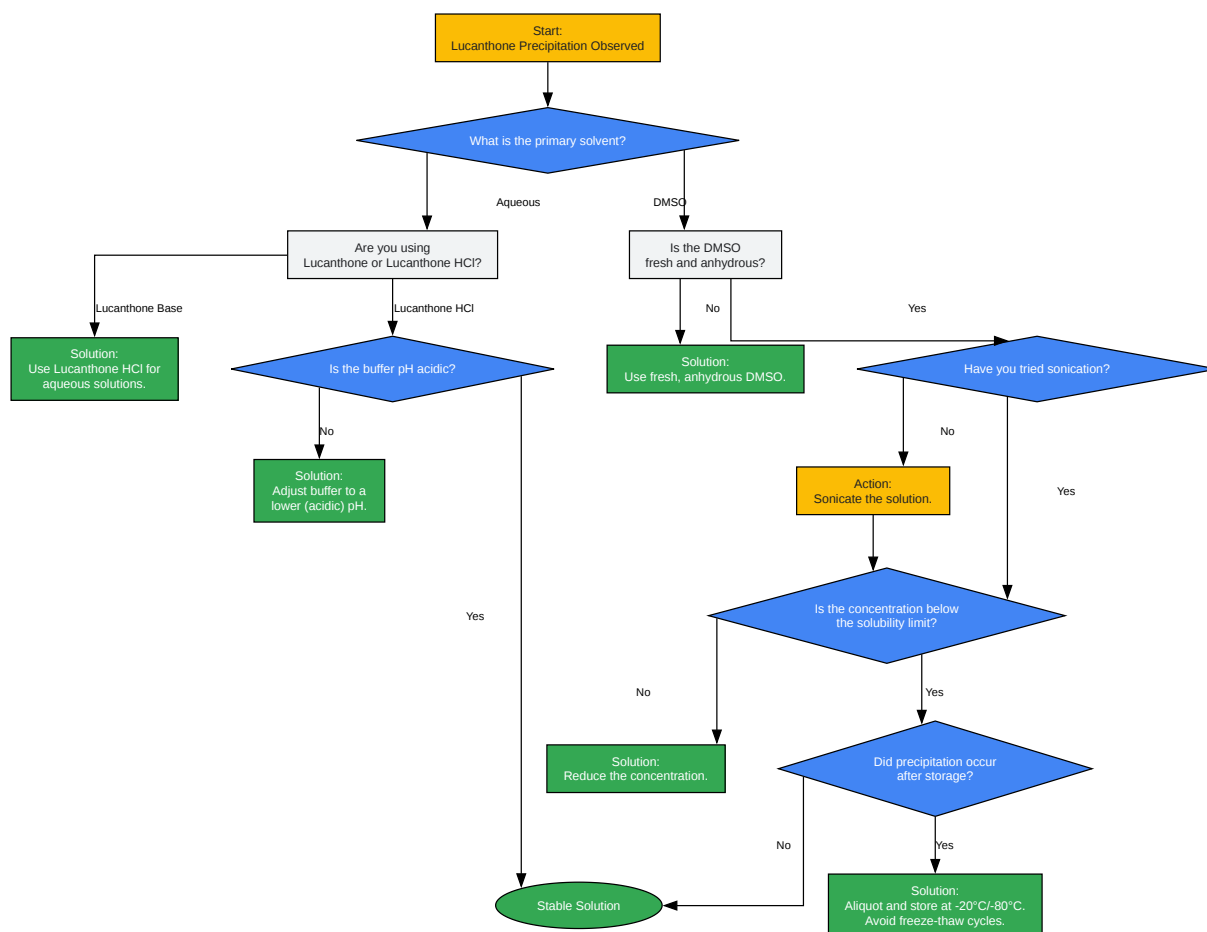 Start:
Lucanthone Precipitation Observed
What is the primary solvent?
Aqueous
DMSO
Are you using
Lucanthone or Lucanthone HCl?
Is the DMSO
fresh and anhydrous?
Lucanthone Base
Lucanthone HCl
No
Yes
Solution:
Use Lucanthone HCl for
aqueous solutions.
Is the buffer pH acidic?
Solution:
Use fresh, anhydrous DMSO.
Have you tried sonication?
No
No
Solution:
Adjust buffer to a
lower (acidic) pH.
Action:
Sonicate the solution.
Yes
Yes
Is the concentration below
the solubility limit?
No
Yes
Solution:
Reduce the concentration.
Did precipitation occur
after storage?
No
Yes
Stable Solution
Solution:
Aliquot and store at -20°C/-80°C.
Avoid freeze-thaw cycles.